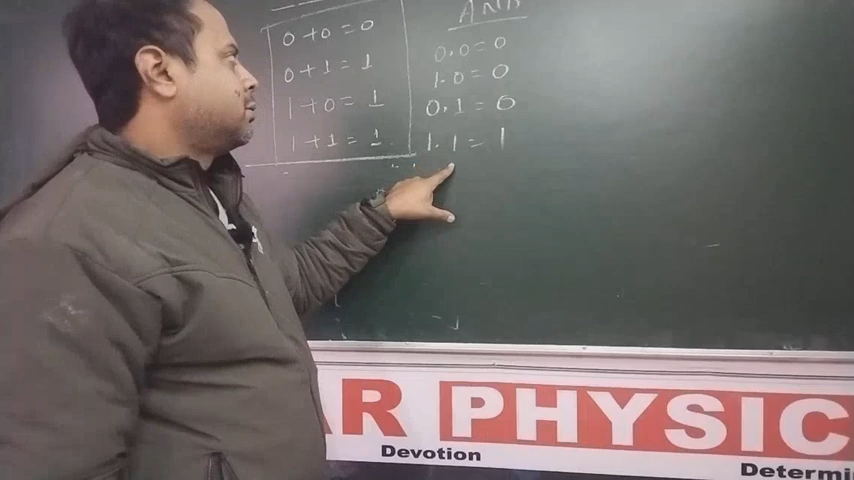 0+0=0
0+1=1
1+0=1
1+1=1
AND
0.0=0
1.0=0
0.1=0
1.1=1
AR PHYSIC
Devotion
Determi